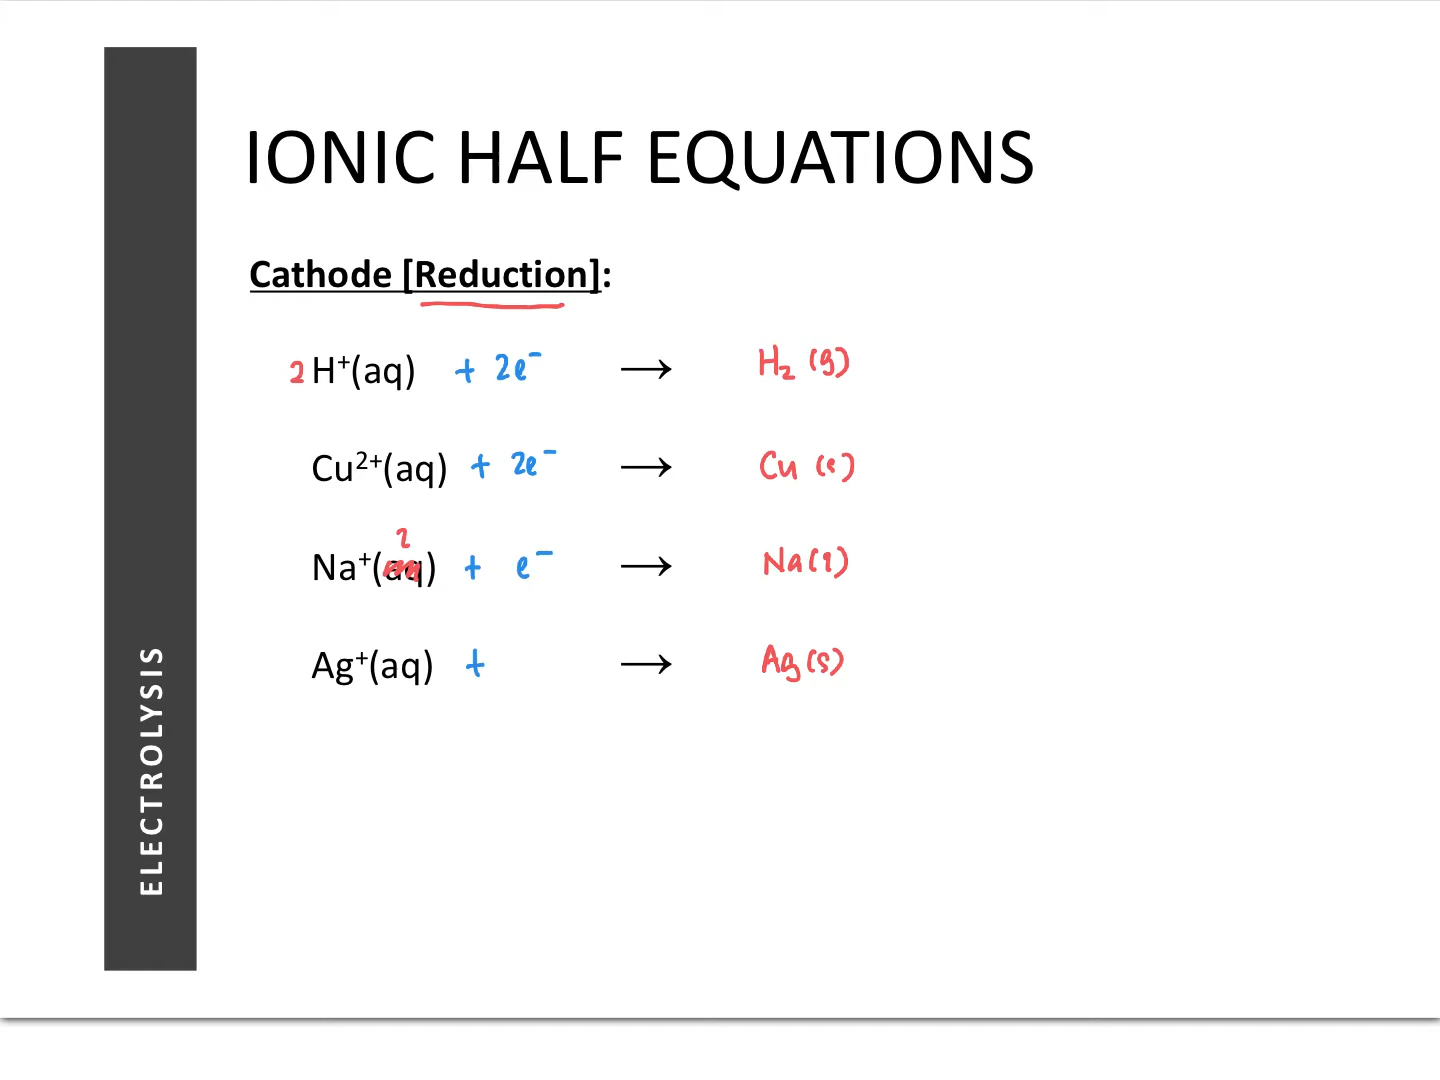 IONIC HALF EQUATIONS
Cathode [Reduction]:
2 H⁺(aq) + 2e⁻ → H₂ (g)
Cu²⁺(aq) + 2e⁻ → Cu (s)
Na⁺(l) + e⁻ → Na(l)
Ag⁺(aq) + → Ag(s)
ELECTROLYSIS